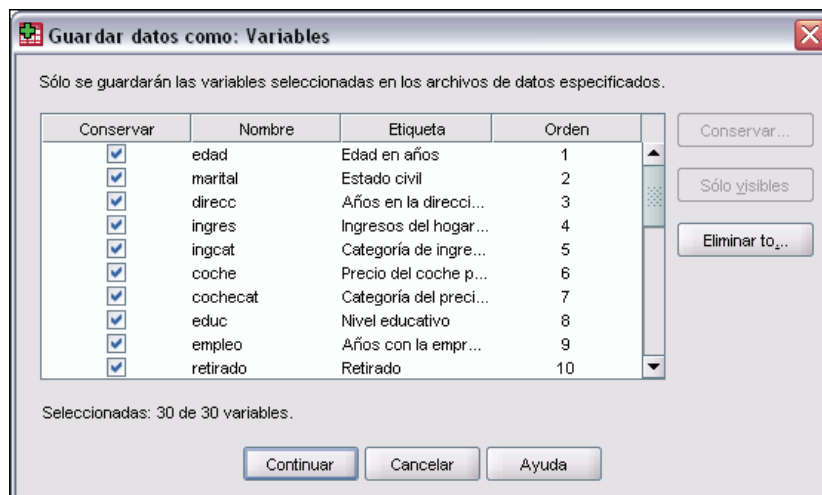 Guardar datos como: Variables
Sólo se guardarán las variables seleccionadas en los archivos de datos especificados.
Conservar Nombre Etiqueta Orden
edad Edad en años 1
marital Estado civil 2
direcc Años en la direcci... 3
ingres Ingresos del hogar... 4
ingcat Categoría de ingre... 5
coche Precio del coche p... 6
cochecat Categoría del preci... 7
educ Nivel educativo 8
empleo Años con la empr... 9
retirado Retirado 10
Conservar...
Sólo visibles
Eliminar to...
Seleccionadas: 30 de 30 variables.
Continuar Cancelar Ayuda